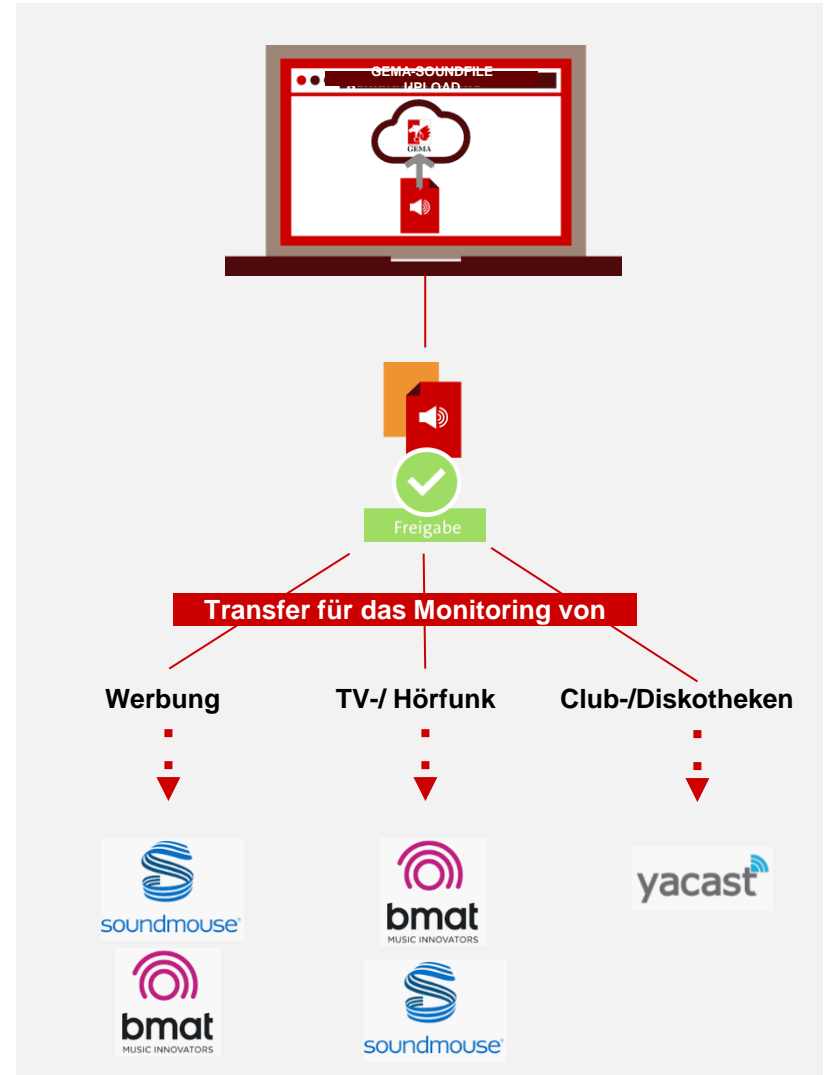 GEMA-SOUNDFILE
UPLOAD
GEMA
Freigabe
Transfer für das Monitoring von
Werbung
TV-/ Hörfunk
Club-/Diskotheken
soundmouse®
bmat
MUSIC INNOVATORS
yacast
bmat
MUSIC INNOVATORS
soundmouse®